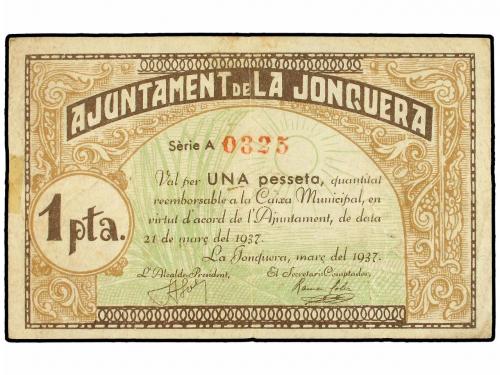 AJUNTAMENT DE LA JONQUERA
Sèrie A 0325
Val per UNA pesseta, quantitat
reemborsable a la Caixa Municipal, en
virtut d'acord de l'Ajuntament, de data
21 de març del 1937.
La Jonquera, març del 1937.
L'Alcalde-President, El Secretari-Comptador,
1 pta.